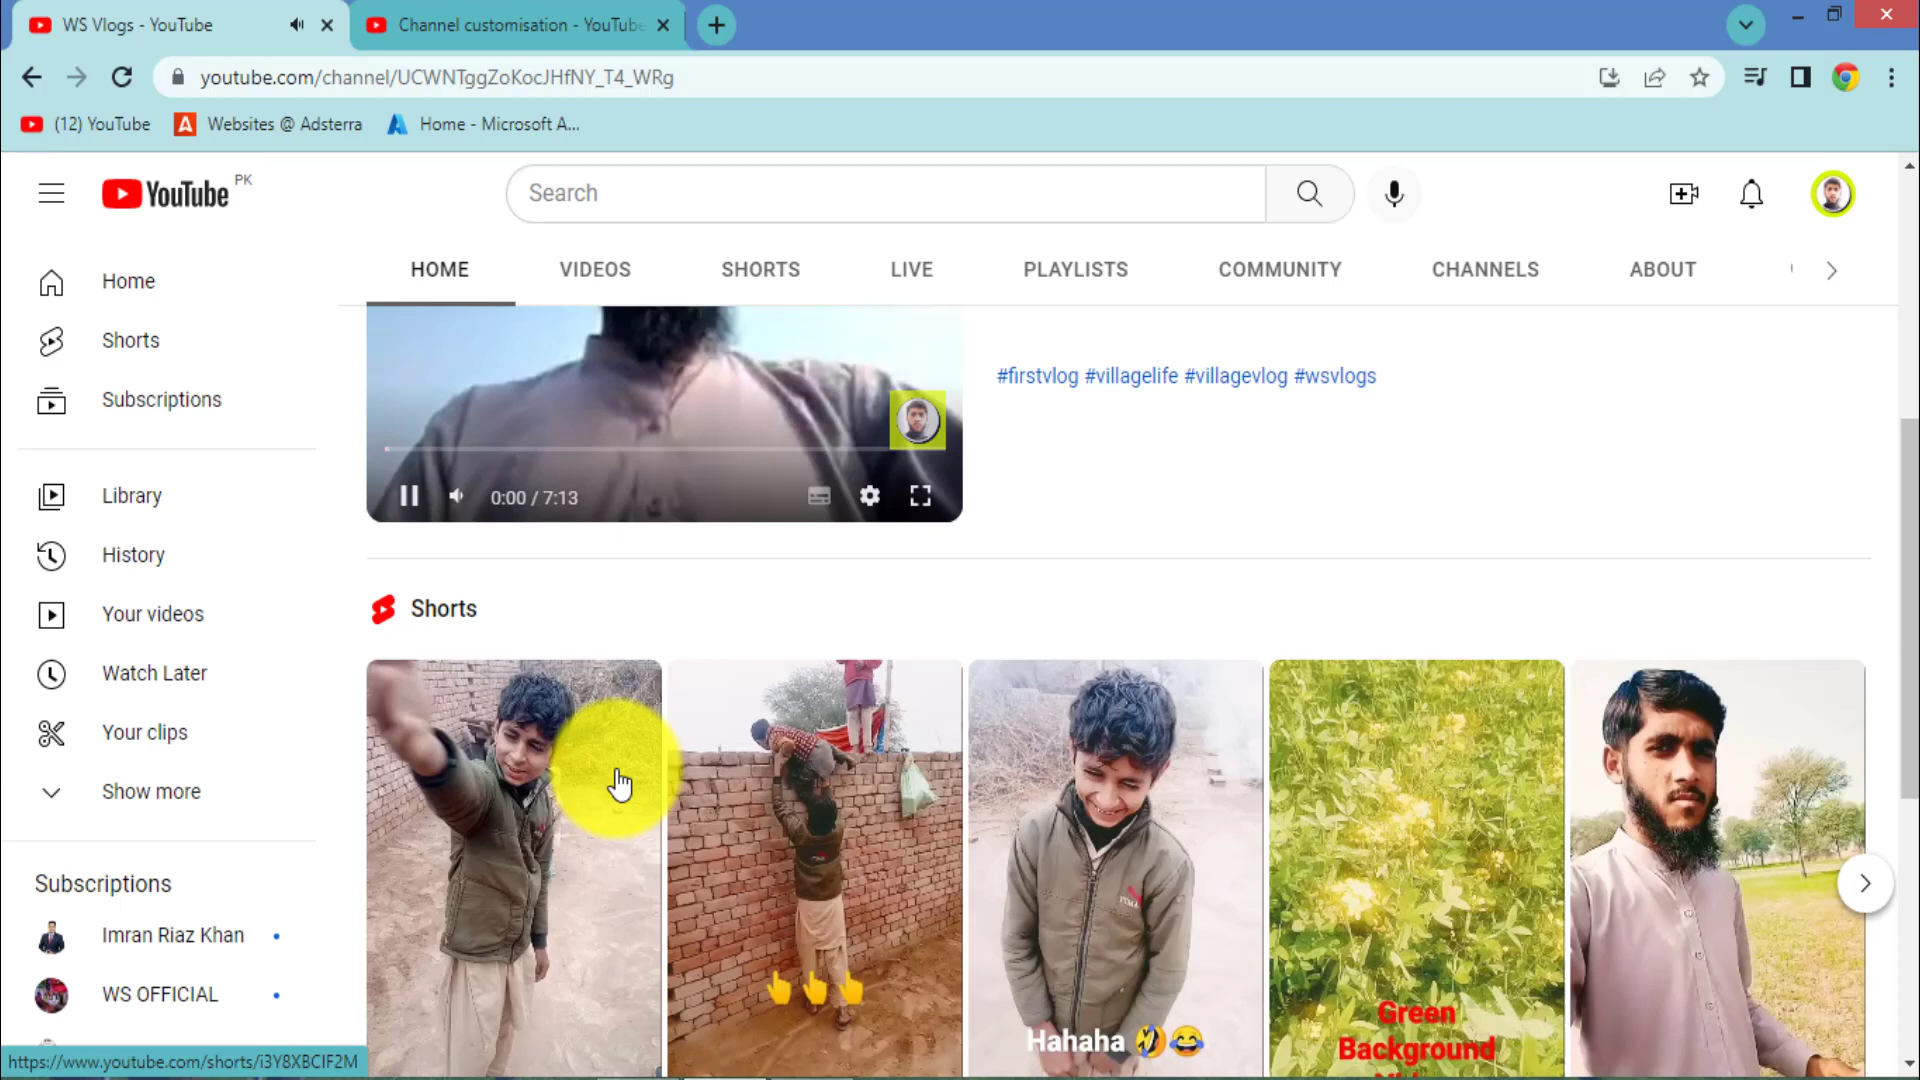 WS Vlogs - YouTube
Channel customisation - YouTube
youtube.com/channel/UCWNTggZoKocJHfNY_T4_WRg
(12) YouTube
Websites @ Adsterra
Home - Microsoft A...
YouTube PK
Search
HOME
VIDEOS
SHORTS
LIVE
PLAYLISTS
COMMUNITY
CHANNELS
ABOUT
Home
Shorts
Subscriptions
Library
History
Your videos
Watch Later
Your clips
Show more
Subscriptions
Imran Riaz Khan
WS OFFICIAL
#firstvlog #villagelife #villagevlog #wsvlogs
0:00 / 7:13
Shorts
Hahaha 🤣😂
Green
Background
https://www.youtube.com/shorts/i3Y8XBCIF2M